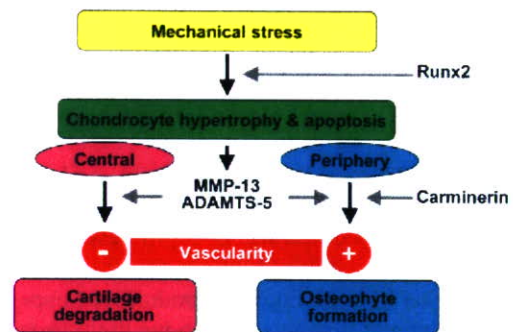 Mechanical stress
Runx2
Chondrocyte hypertrophy & apoptosis
Central
Periphery
MMP-13
ADAMTS-5
Carminerin
-
Vascularity
+
Cartilage
degradation
Osteophyte
formation